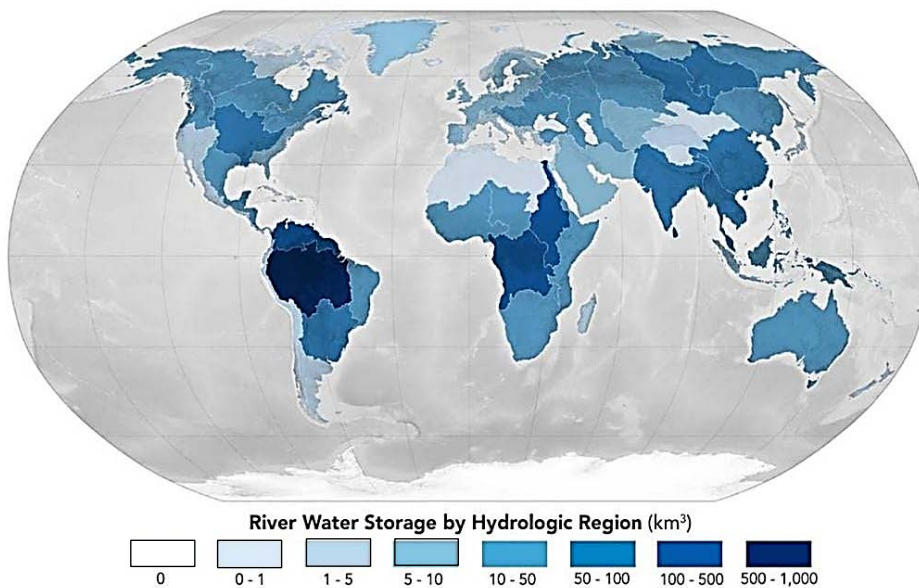 River Water Storage by Hydrologic Region (km³)
0 0 - 1 1 - 5 5 - 10 10 - 50 50 - 100 100 - 500 500 - 1,000